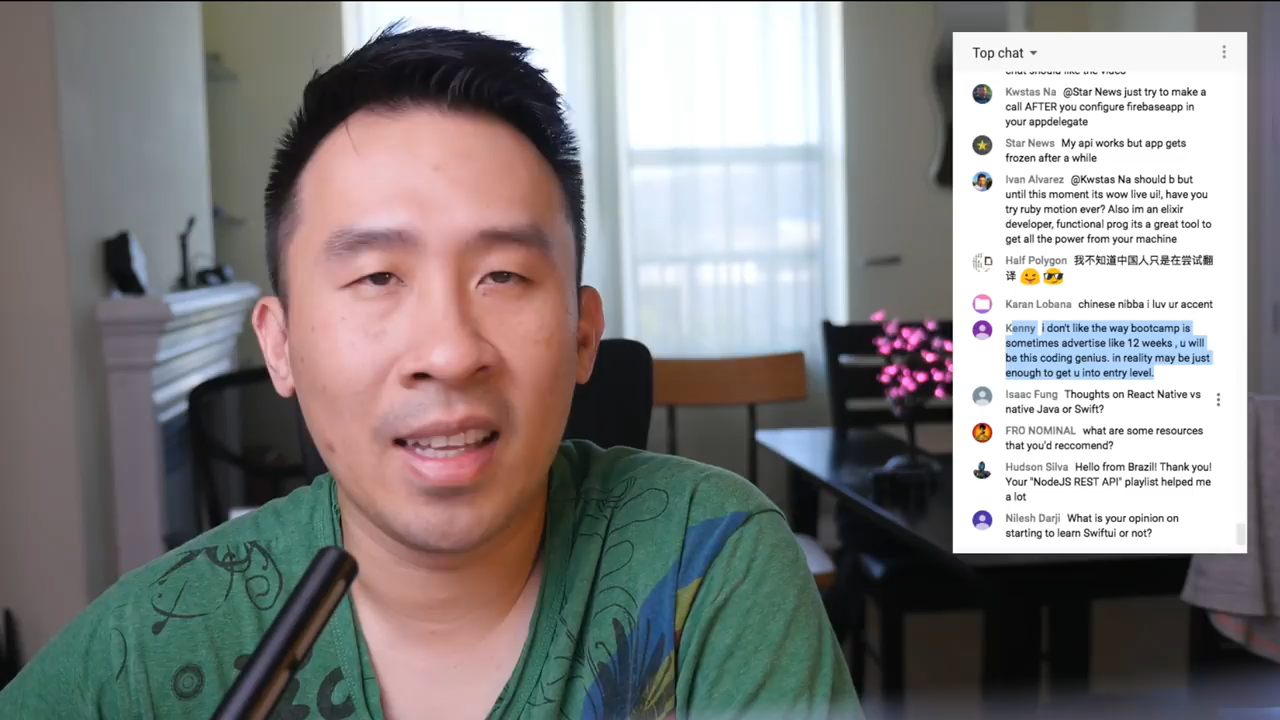 Top chat
chat should like the video
Kwstas Na @Star News just try to make a
call AFTER you configure firebaseapp in
your appdelegate
Star News My api works but app gets
frozen after a while
Ivan Alvarez @Kwstas Na should b but
until this moment its wow live ui!, have you
try ruby motion ever? Also im an elixir
developer, functional prog its a great tool to
get all the power from your machine
Half Polygon 我不知道中国人只是在尝试翻
译 😜 😎
Karan Lobana chinese nibba i luv ur accent
Kenny i don't like the way bootcamp is
sometimes advertise like 12 weeks , u will
be this coding genius. in reality may be just
enough to get u into entry level.
Isaac Fung Thoughts on React Native vs
native Java or Swift?
FRO NOMINAL what are some resources
that you'd reccomend?
Hudson Silva Hello from Brazil! Thank you!
Your "NodeJS REST API" playlist helped me
a lot
Nilesh Darji What is your opinion on
starting to learn Swiftui or not?